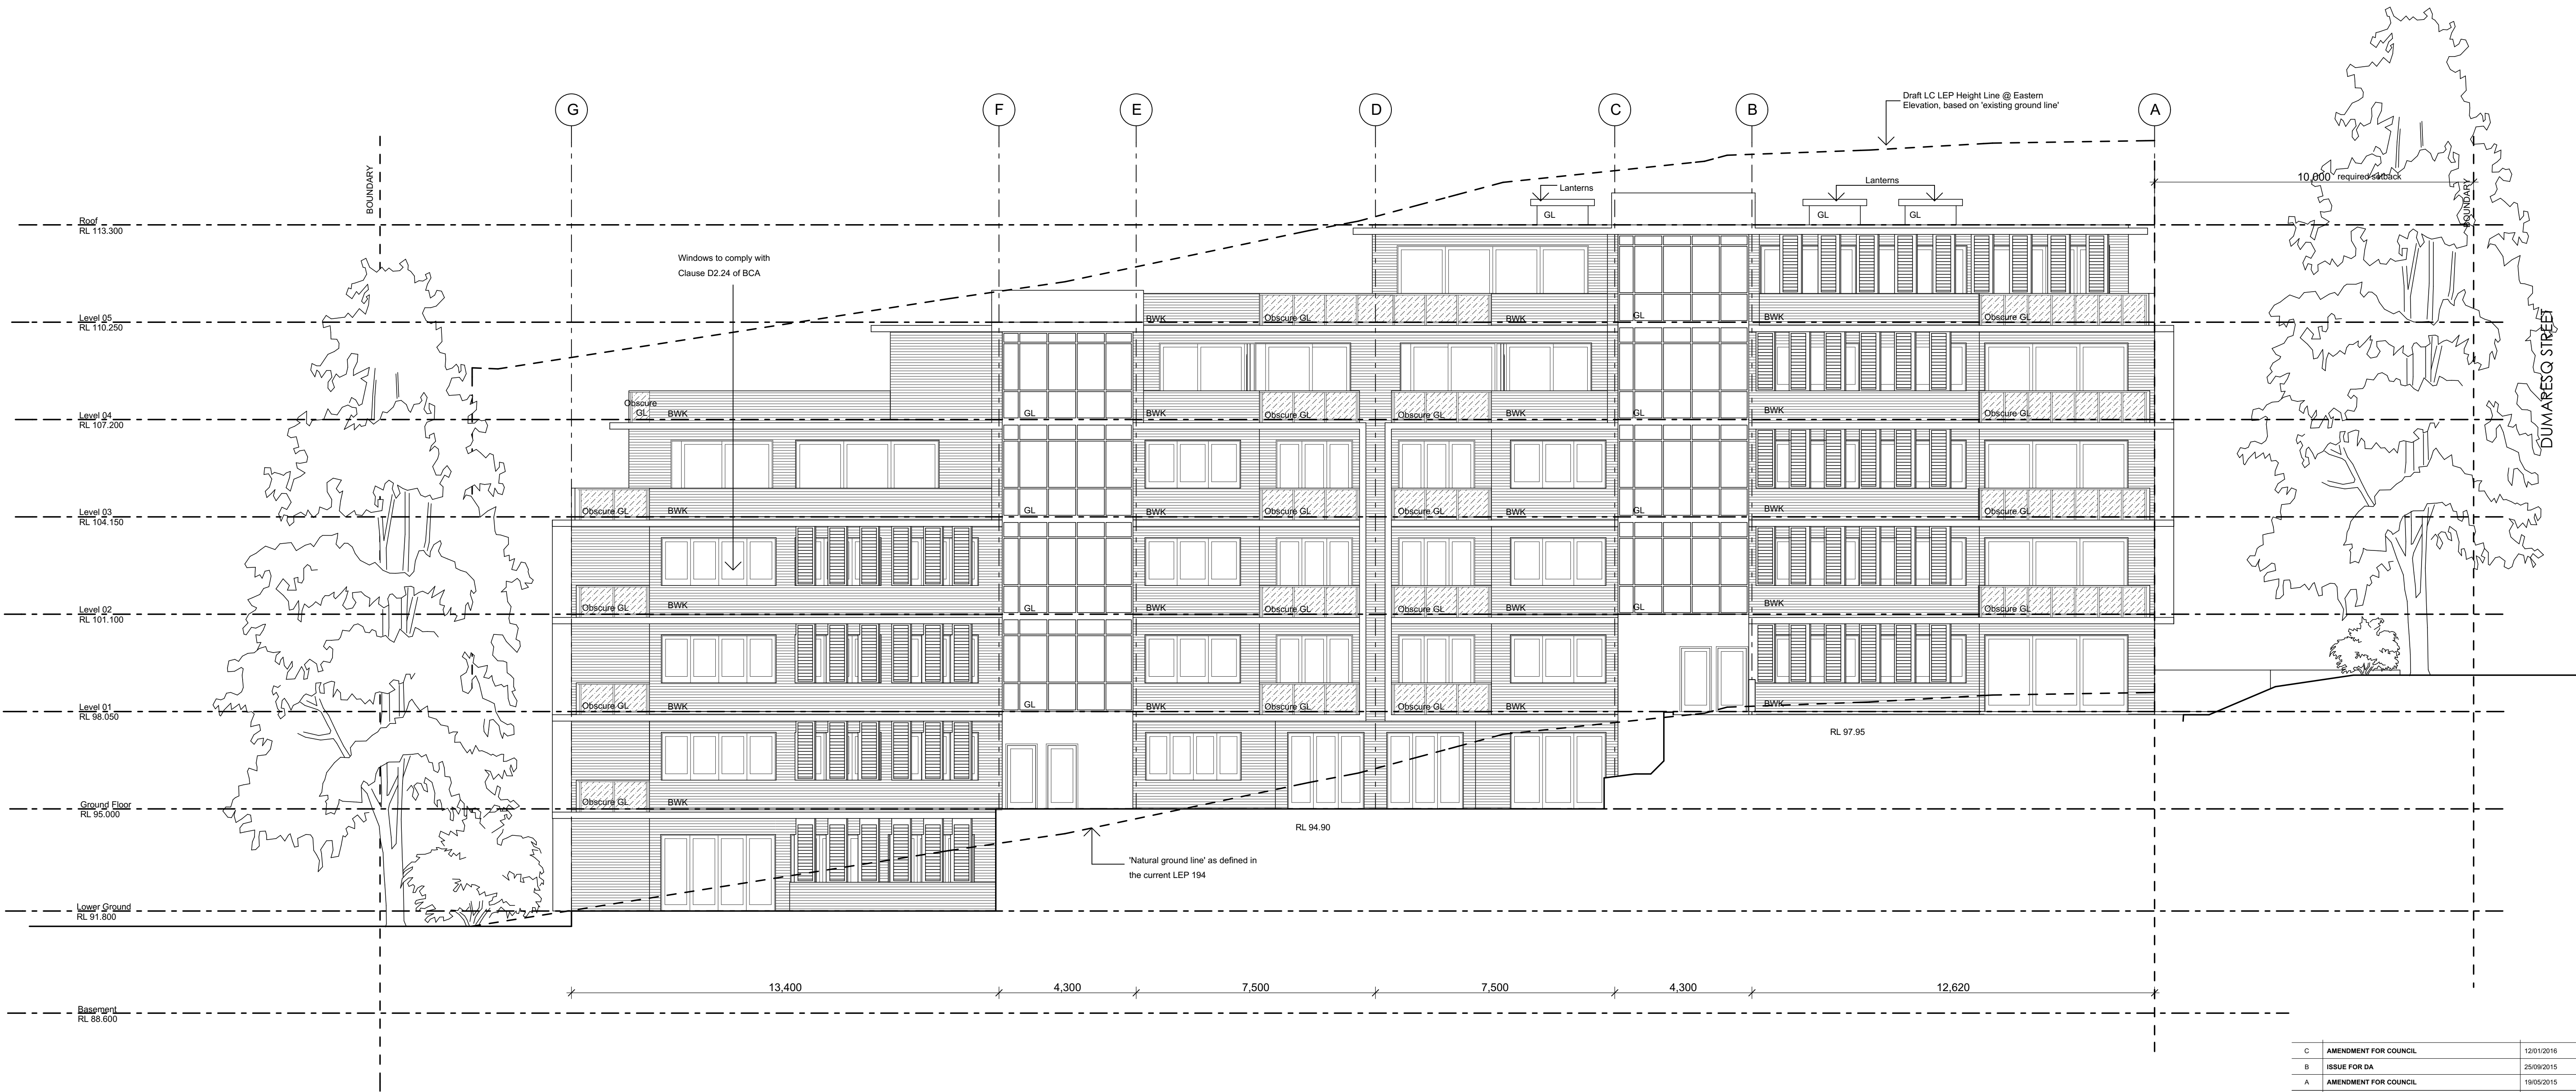 G
F
E
D
C
B
A
Draft LC LEP Height Line @ Eastern
Elevation, based on 'existing ground line'
BOUNDARY
Lanterns
Lanterns
10,000 required setback
BOUNDARY
GL
GL
GL
Roof
RL 113.300
Windows to comply with
Clause D2.24 of BCA
Level 05
RL 110.250
BWK
Obscure GL
BWK
GL
BWK
Obscure GL
DUMARESQ STREET
Level 04
RL 107.200
Obscure
GL
BWK
GL
BWK
Obscure GL
Obscure GL
BWK
GL
BWK
Obscure GL
Level 03
RL 104.150
Obscure GL
BWK
GL
BWK
Obscure GL
Obscure GL
BWK
GL
BWK
Obscure GL
Level 02
RL 101.100
Obscure GL
BWK
GL
BWK
Obscure GL
Obscure GL
BWK
GL
BWK
Obscure GL
Level 01
RL 98.050
Obscure GL
BWK
GL
BWK
Obscure GL
Obscure GL
BWK
BWK
RL 97.95
Ground Floor
RL 95.000
Obscure GL
BWK
RL 94.90
'Natural ground line' as defined in
the current LEP 194
Lower Ground
RL 91.800
13,400
4,300
7,500
7,500
4,300
12,620
Basement
RL 88.600
C AMENDMENT FOR COUNCIL 12/01/2016
B ISSUE FOR DA 25/09/2015
A AMENDMENT FOR COUNCIL 19/05/2015